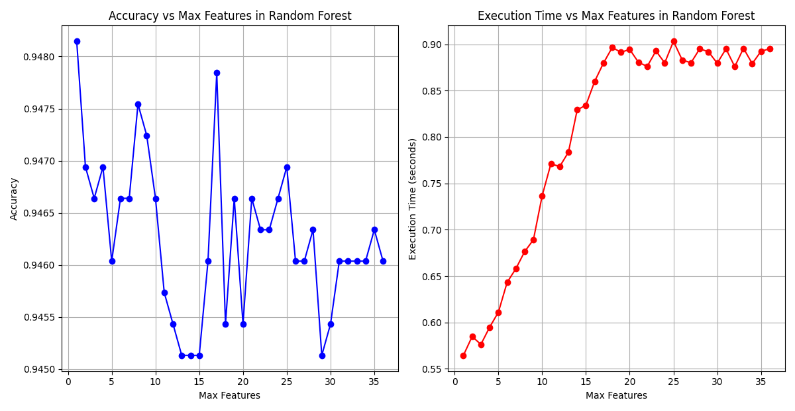 Accuracy vs Max Features in Random Forest
0.9480
0.9475
0.9470
0.9465
0.9460
0.9455
0.9450
Accuracy
0 5 10 15 20 25 30 35
Max Features
Execution Time vs Max Features in Random Forest
0.90
0.85
0.80
0.75
0.70
0.65
0.60
0.55
Execution Time (seconds)
0 5 10 15 20 25 30 35
Max Features